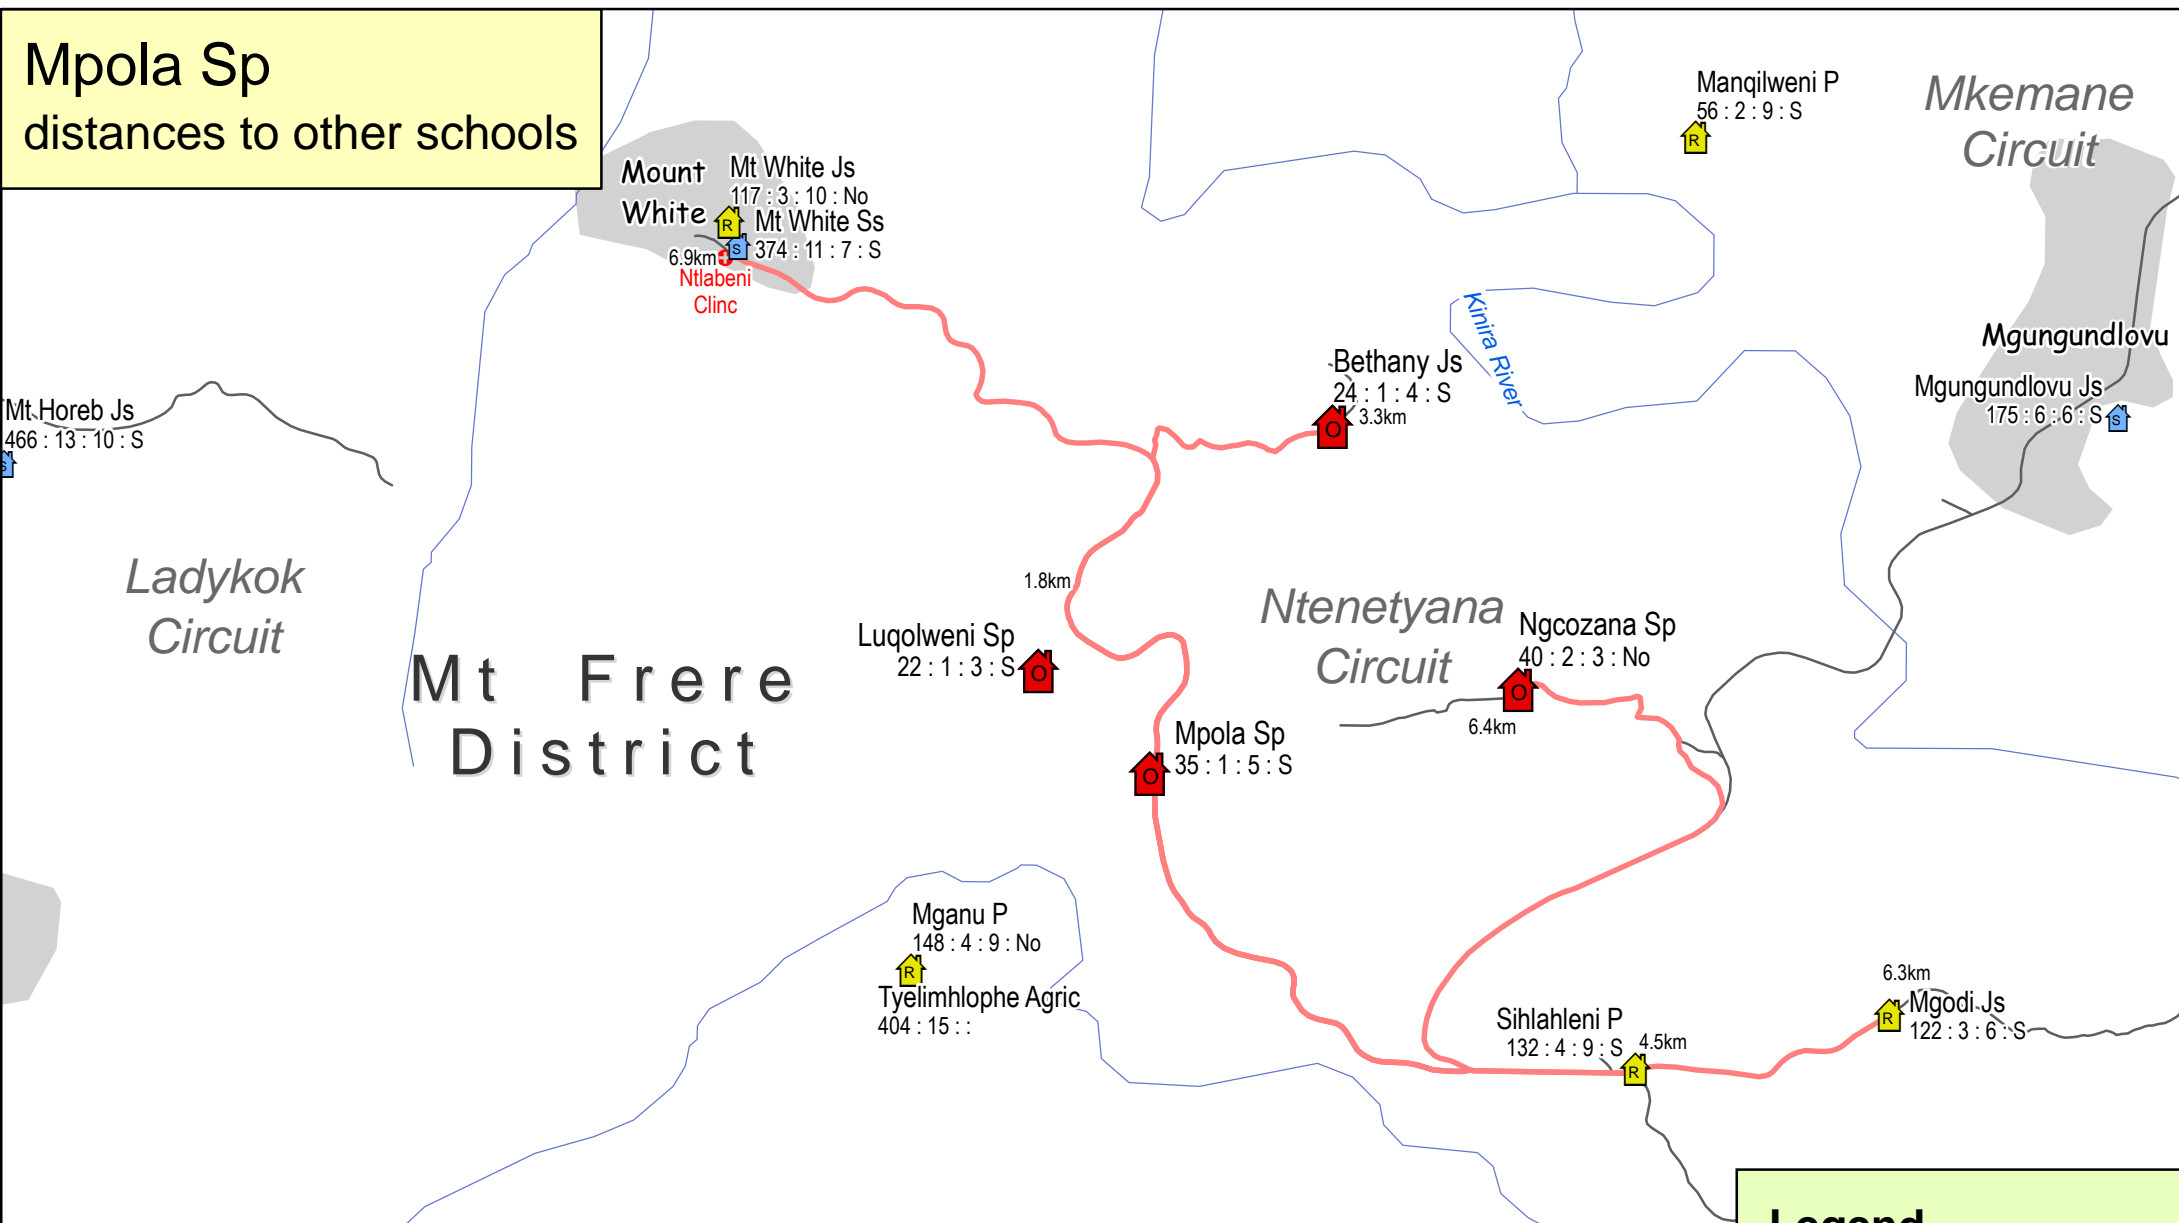 Mpola Sp
distances to other schools
Manqilweni P
56 : 2 : 9 : S
R
Mkemane
Circuit
Mount
White
Mt White Js
117 : 3 : 10 : No
R
Mt White Ss
374 : 11 : 7 : S
S
6.9km
Ntlabeni
Clinc
Kinira River
Mgungundlovu
Mgungundlovu Js
175 : 6 : 6 : S
S
Bethany Js
24 : 1 : 4 : S
O
3.3km
Mt Horeb Js
466 : 13 : 10 : S
S
Ladykok
Circuit
1.8km
Ntenetyana
Circuit
Luqolweni Sp
22 : 1 : 3 : S
O
Ngcozana Sp
40 : 2 : 3 : No
O
6.4km
Mt Frere
District
Mpola Sp
35 : 1 : 5 : S
O
Mganu P
148 : 4 : 9 : No
R
Tyelimhlophe Agric
404 : 15 : :
6.3km
Mgodi Js
122 : 3 : 6 : S
R
Sihlahleni P
132 : 4 : 9 : S
4.5km
R
Legend